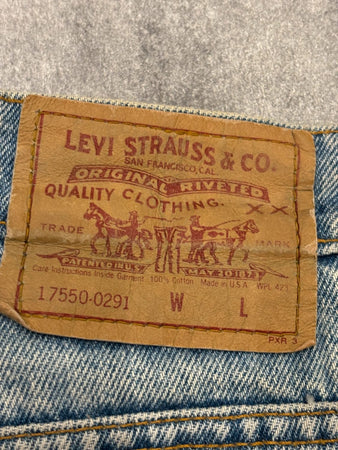 LEVI STRAUSS & CO.
SAN FRANCISCO, CAL.
ORIGINAL RIVETED
QUALITY CLOTHING. XX
TRADE MARK
PATENTED IN U.S. MAY 20 1873
Care Instructions Inside Garment 100% Cotton Made in U.S.A. WPL 423
17550-0291 W L
PXR 3